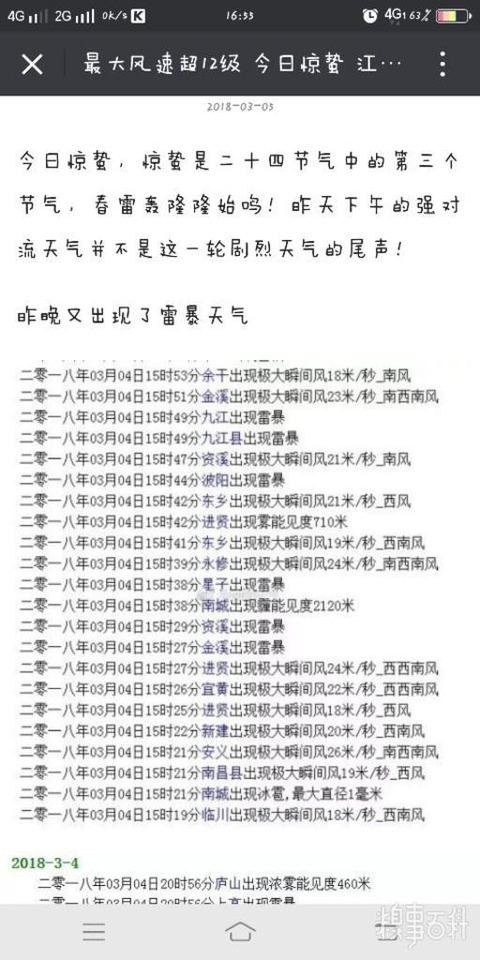 4G 2G 0k/s K 16:33 4G1 63%
最大风速超12级 今日惊蛰 江…
2018-03-05
今日惊蛰，惊蛰是二十四节气中的第三个
节气，春雷轰隆隆始鸣！昨天下午的强对
流天气并不是这一轮剧烈天气的尾声！
昨晚又出现了雷暴天气
二零一八年03月04日15时53分余干出现极大瞬间风18米/秒_南风
二零一八年03月04日15时51分金溪出现极大瞬间风23米/秒_南西南风
二零一八年03月04日15时49分九江出现雷暴
二零一八年03月04日15时49分九江县出现雷暴
二零一八年03月04日15时47分资溪出现极大瞬间风21米/秒_南风
二零一八年03月04日15时44分波阳出现雷暴
二零一八年03月04日15时42分东乡出现极大瞬间风21米/秒_西风
二零一八年03月04日15时42分进贤出现雾能见度710米
二零一八年03月04日15时41分东乡出现极大瞬间风19米/秒_西南风
二零一八年03月04日15时39分永修出现极大瞬间风24米/秒_南西南风
二零一八年03月04日15时38分星子出现雷暴
二零一八年03月04日15时38分南城出现霾能见度2120米
二零一八年03月04日15时29分资溪出现雷暴
二零一八年03月04日15时27分金溪出现雷暴
二零一八年03月04日15时27分进贤出现极大瞬间风24米/秒_西西南风
二零一八年03月04日15时26分宜黄出现极大瞬间风22米/秒_西西南风
二零一八年03月04日15时25分进贤出现极大瞬间风18米/秒_西风
二零一八年03月04日15时22分新建出现极大瞬间风20米/秒_西南风
二零一八年03月04日15时21分安义出现极大瞬间风26米/秒_南西南风
二零一八年03月04日15时21分南昌县出现极大瞬间风19米/秒_西风
二零一八年03月04日15时21分南城出现冰雹,最大直径1毫米
二零一八年03月04日15时19分临川出现极大瞬间风18米/秒_西南风
2018-3-4
二零一八年03月04日20时56分庐山出现浓雾能见度460米
二零一八年03月04日20时56分上高出现雷暴
糗事百科